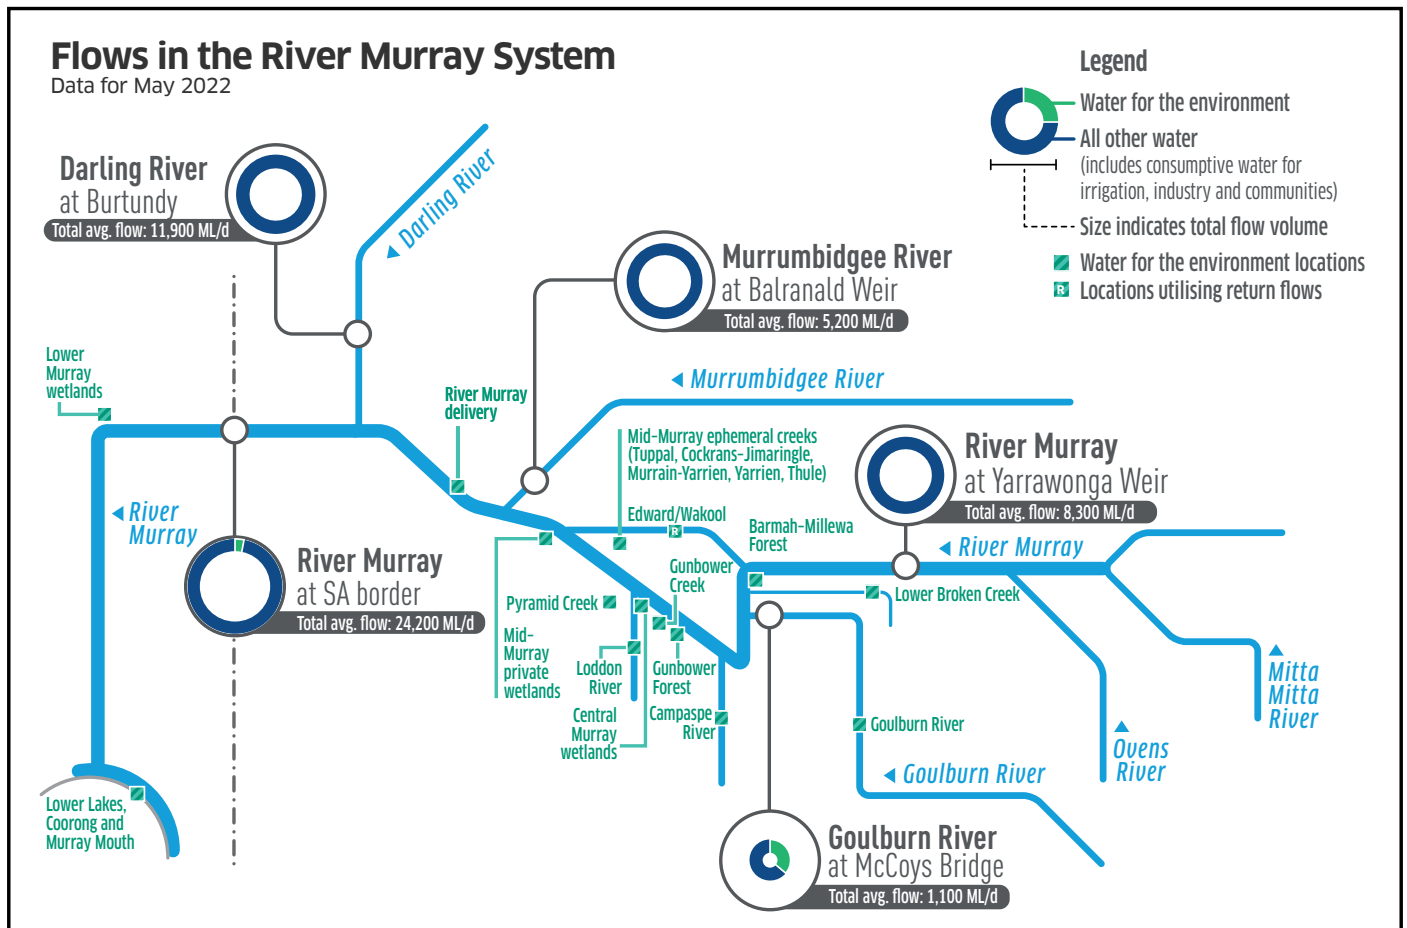 Flows in the River Murray System
Data for May 2022
Legend
Water for the environment
All other water
(includes consumptive water for
irrigation, industry and communities)
Size indicates total flow volume
Water for the environment locations
R
Locations utilising return flows
Darling River
at Burtundy
Total avg. flow: 11,900 ML/d
Darling River
Murrumbidgee River
at Balranald Weir
Total avg. flow: 5,200 ML/d
Lower
Murray
wetlands
River Murray
delivery
Murrumbidgee River
Mid-Murray ephemeral creeks
(Tuppal, Cockrans-Jimaringle,
Murrain-Yarrien, Yarrien, Thule)
River Murray
at Yarrawonga Weir
Total avg. flow: 8,300 ML/d
River
Murray
Edward/Wakool
R
Barmah-Millewa
Forest
River Murray
River Murray
at SA border
Total avg. flow: 24,200 ML/d
Gunbower
Creek
Lower Broken Creek
Pyramid Creek
Mid-
Murray
private
wetlands
Loddon
River
Gunbower
Forest
Central
Murray
wetlands
Campaspe
River
Goulburn River
Mitta
Mitta
River
Ovens
River
Goulburn River
Lower Lakes,
Coorong and
Murray Mouth
Goulburn River
at McCoys Bridge
Total avg. flow: 1,100 ML/d